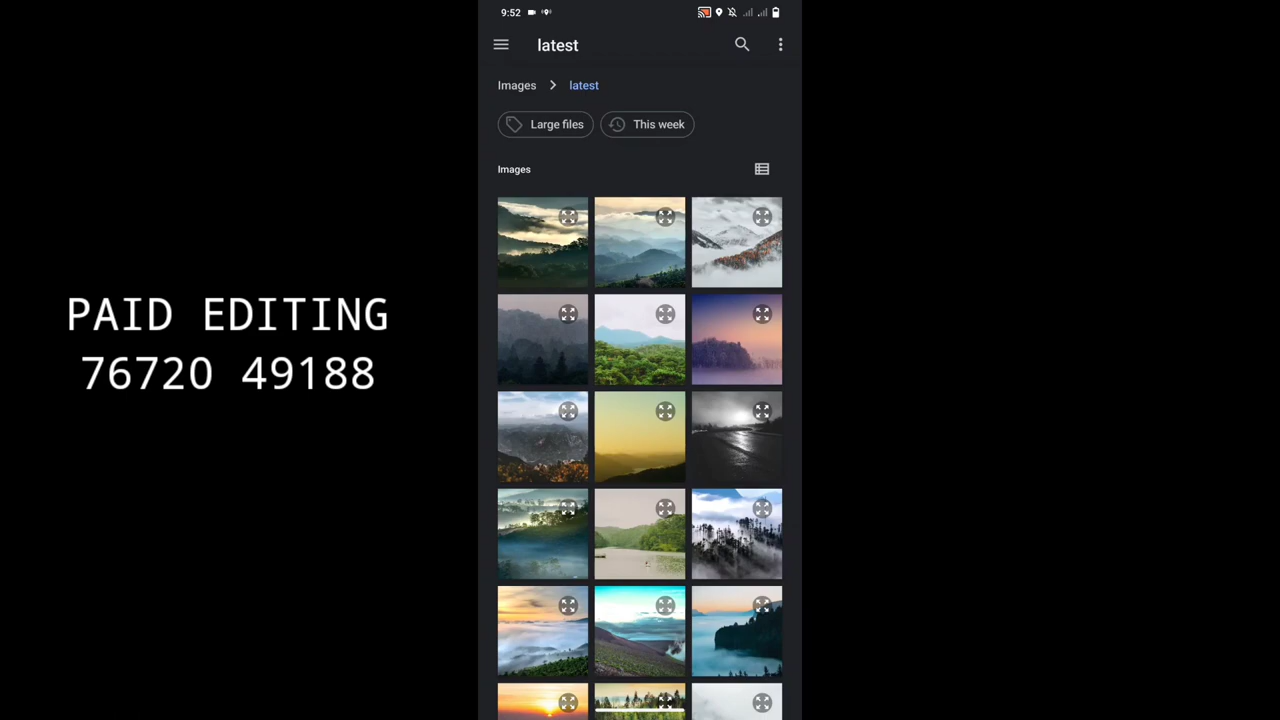 9:52
latest
Images > latest
Large files This week
Images
PAID EDITING
76720 49188